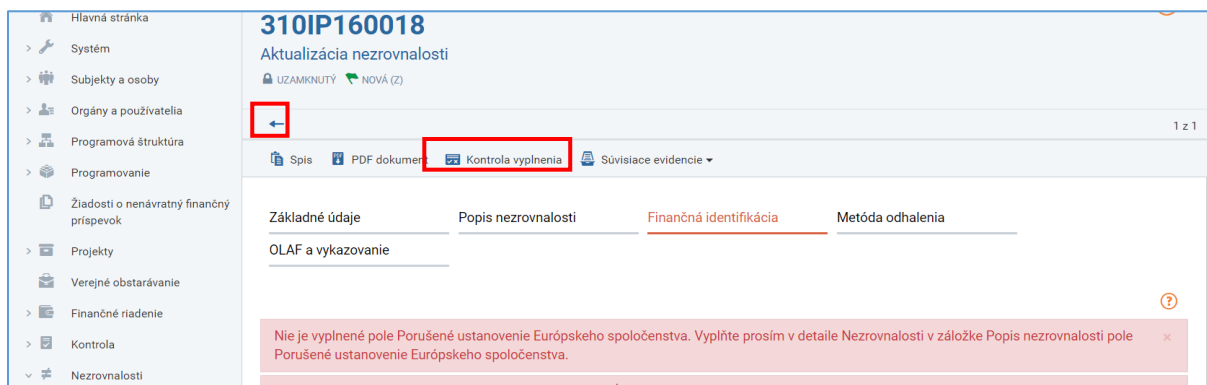 Hlavná stránka
Systém
Subjekty a osoby
Orgány a používatelia
Programová štruktúra
Programovanie
Žiadosti o nenávratný finančný
príspevok
Projekty
Verejné obstarávanie
Finančné riadenie
Kontrola
Nezrovnalosti
310IP160018
Aktualizácia nezrovnalosti
UZAMKNUTÝ NOVÁ (Z)
1 z 1
Spis PDF dokument Kontrola vyplnenia Súvisiace evidencie
Základné údaje Popis nezrovnalosti Finančná identifikácia Metóda odhalenia
OLAF a vykazovanie
Nie je vyplnené pole Porušené ustanovenie Európskeho spoločenstva. Vyplňte prosím v detaile Nezrovnalosti v záložke Popis nezrovnalosti pole
Porušené ustanovenie Európskeho spoločenstva.